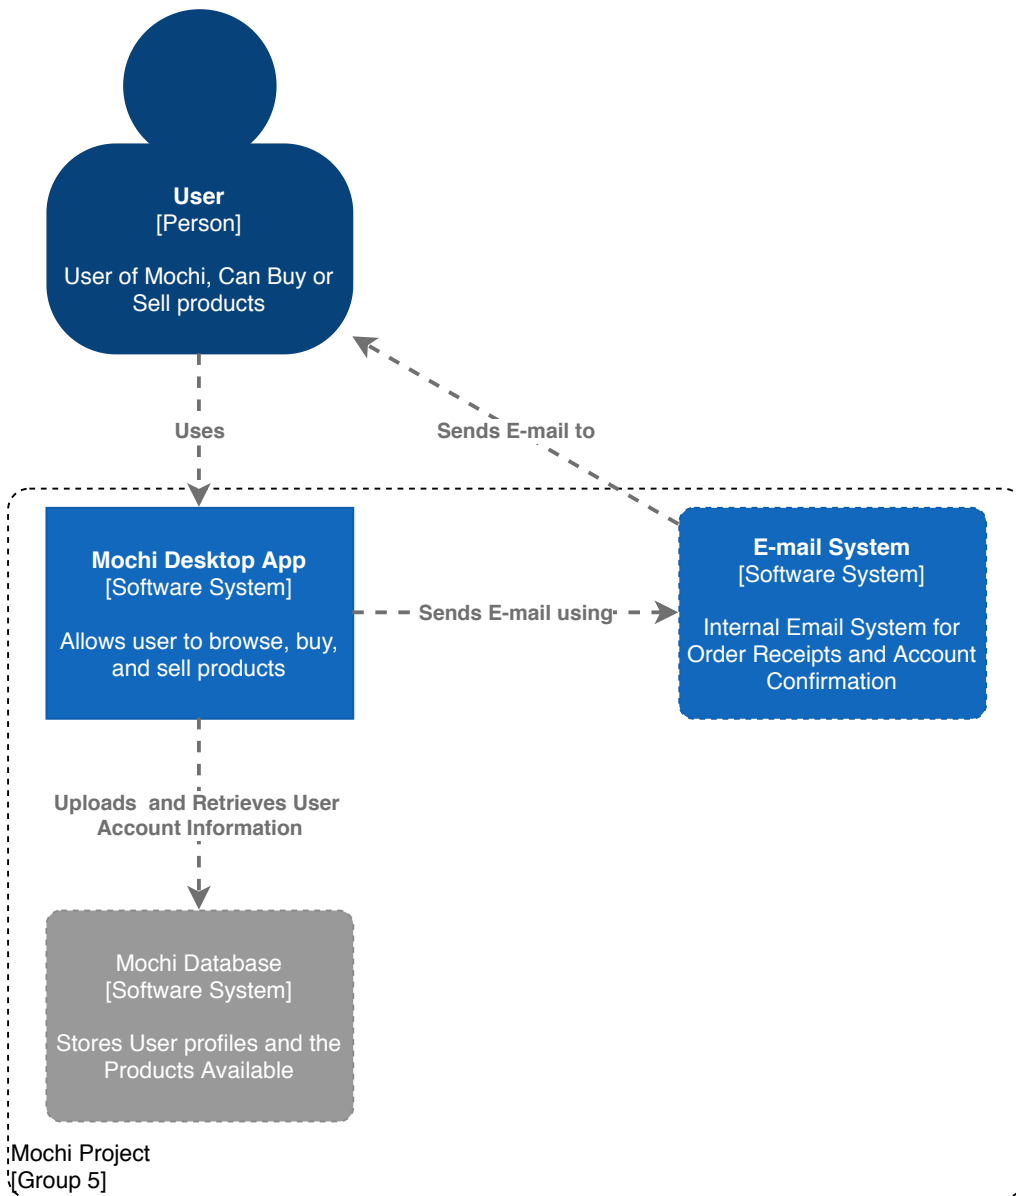 User
[Person]
User of Mochi, Can Buy or
Sell products
Uses
Sends E-mail to
Mochi Desktop App
[Software System]
Allows user to browse, buy,
and sell products
Sends E-mail using
E-mail System
[Software System]
Internal Email System for
Order Receipts and Account
Confirmation
Uploads  and Retrieves User
Account Information
Mochi Database
[Software System]
Stores User profiles and the
Products Available
Mochi Project
[Group 5]